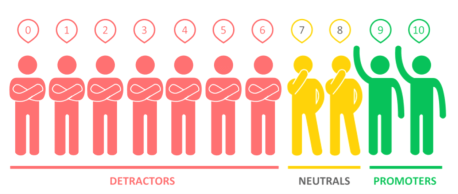 0 1 2 3 4 5 6 7 8 9 10
DETRACTORS NEUTRALS PROMOTERS